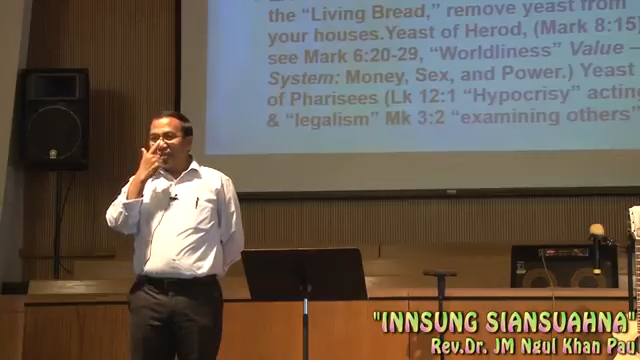 the "Living Bread," remove yeast from
your houses.Yeast of Herod, (Mark 8:15)
see Mark 6:20-29, "Worldliness" Value –
System: Money, Sex, and Power.) Yeast
of Pharisees (Lk 12:1 "Hypocrisy" acting
& "legalism" Mk 3:2 "examining others"
"INNSUNG SIANSUAHNA"
Rev.Dr. JM Ngul Khan Pau